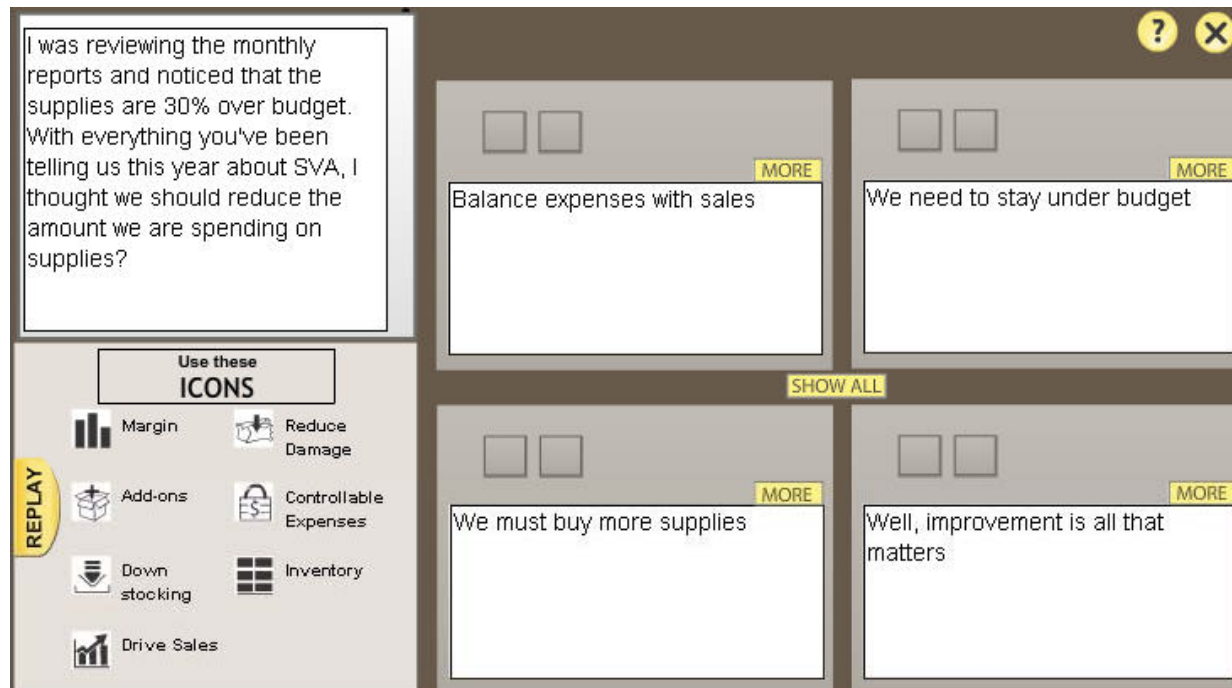 I was reviewing the monthly
reports and noticed that the
supplies are 30% over budget.
With everything you've been
telling us this year about SVA, I
thought we should reduce the
amount we are spending on
supplies?
Use these
ICONS
Margin
Reduce
Damage
Add-ons
Controllable
Expenses
Down
stocking
Inventory
Drive Sales
REPLAY
?
X
MORE
Balance expenses with sales
MORE
We need to stay under budget
SHOW ALL
MORE
We must buy more supplies
MORE
Well, improvement is all that
matters